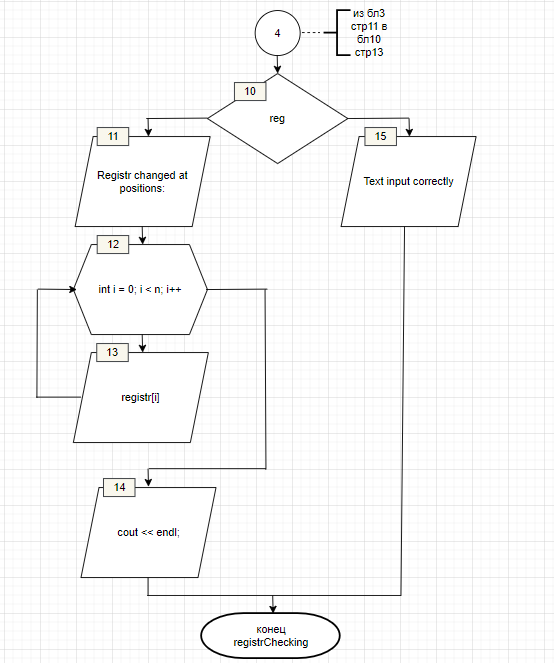 4
из бл3
стр11 в
бл10
стр13
10
reg
11
Registr changed at
positions:
15
Text input correctly
12
int i = 0; i < n; i++
13
registr[i]
14
cout << endl;
конец
registrChecking